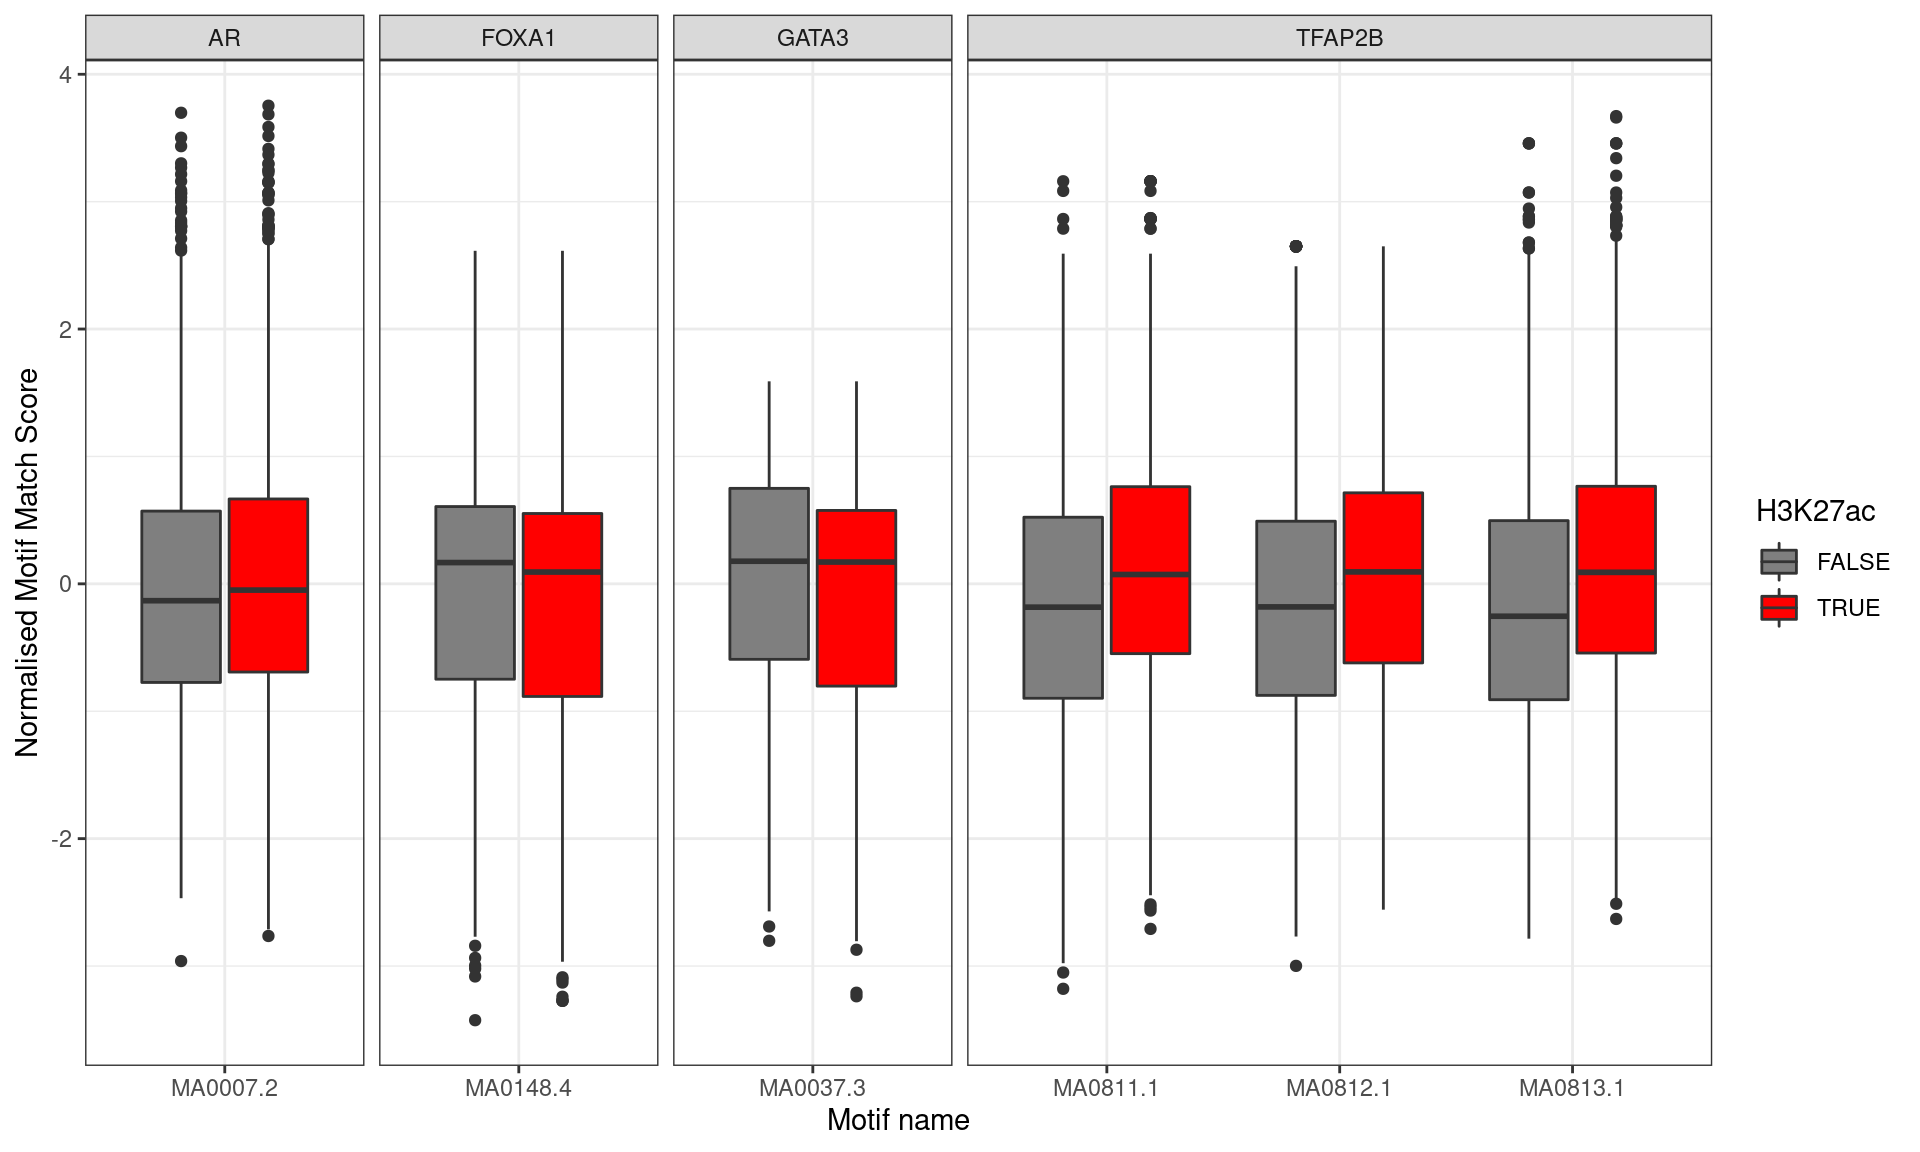 AR
FOXA1
GATA3
TFAP2B
4
2
0
-2
Normalised Motif Match Score
MA0007.2
MA0148.4
MA0037.3
MA0811.1
MA0812.1
MA0813.1
Motif name
H3K27ac
FALSE
TRUE